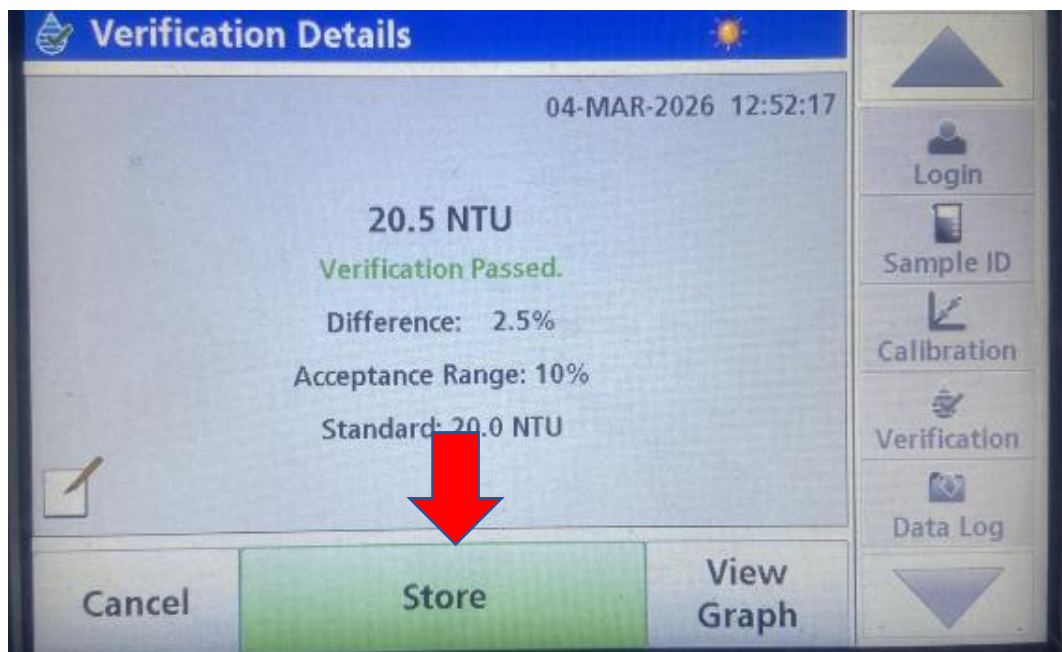 Verification Details
04-MAR-2026 12:52:17
20.5 NTU
Verification Passed.
Difference: 2.5%
Acceptance Range: 10%
Standard: 20.0 NTU
Cancel
Store
View
Graph
Login
Sample ID
Calibration
Verification
Data Log